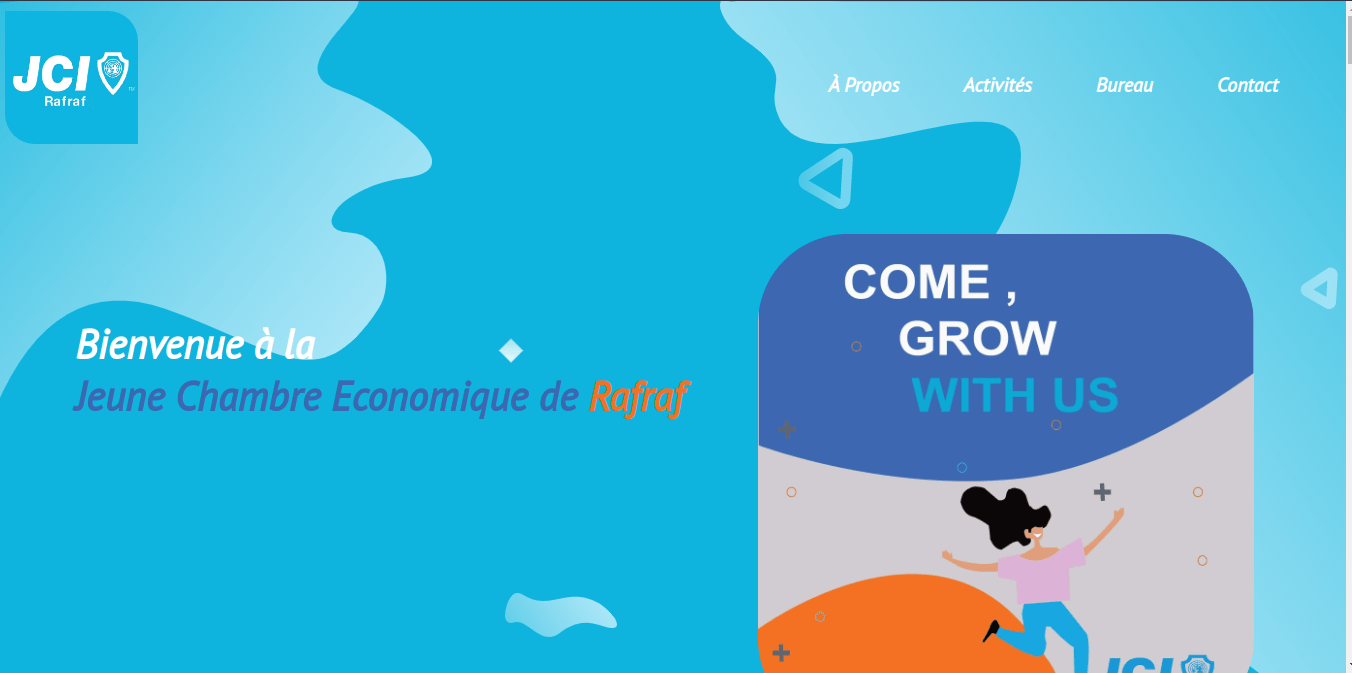 JCI
Rafraf
À Propos Activités Bureau Contact
Bienvenue à la
Jeune Chambre Economique de Rafraf
COME ,
GROW
WITH US
JCI